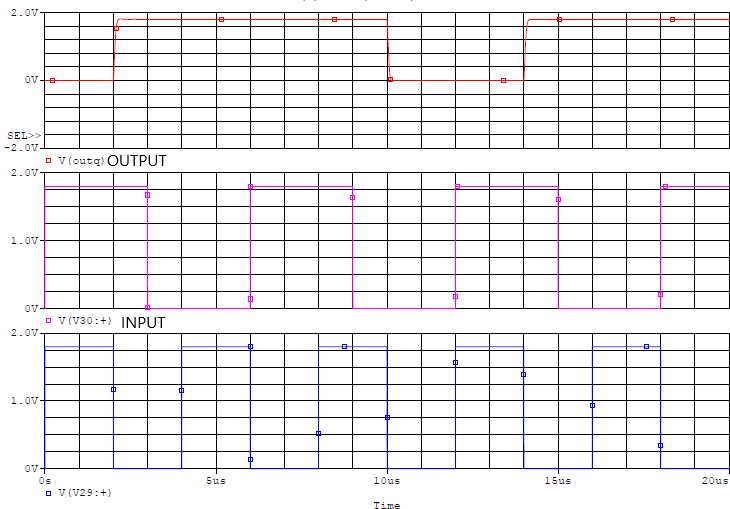 2.0V
0V
SEL>>
-2.0V
V(outq) OUTPUT
2.0V
1.0V
0V
V(V30:+) INPUT
2.0V
1.0V
0V
0s 5us 10us 15us 20us
V(V29:+)
Time